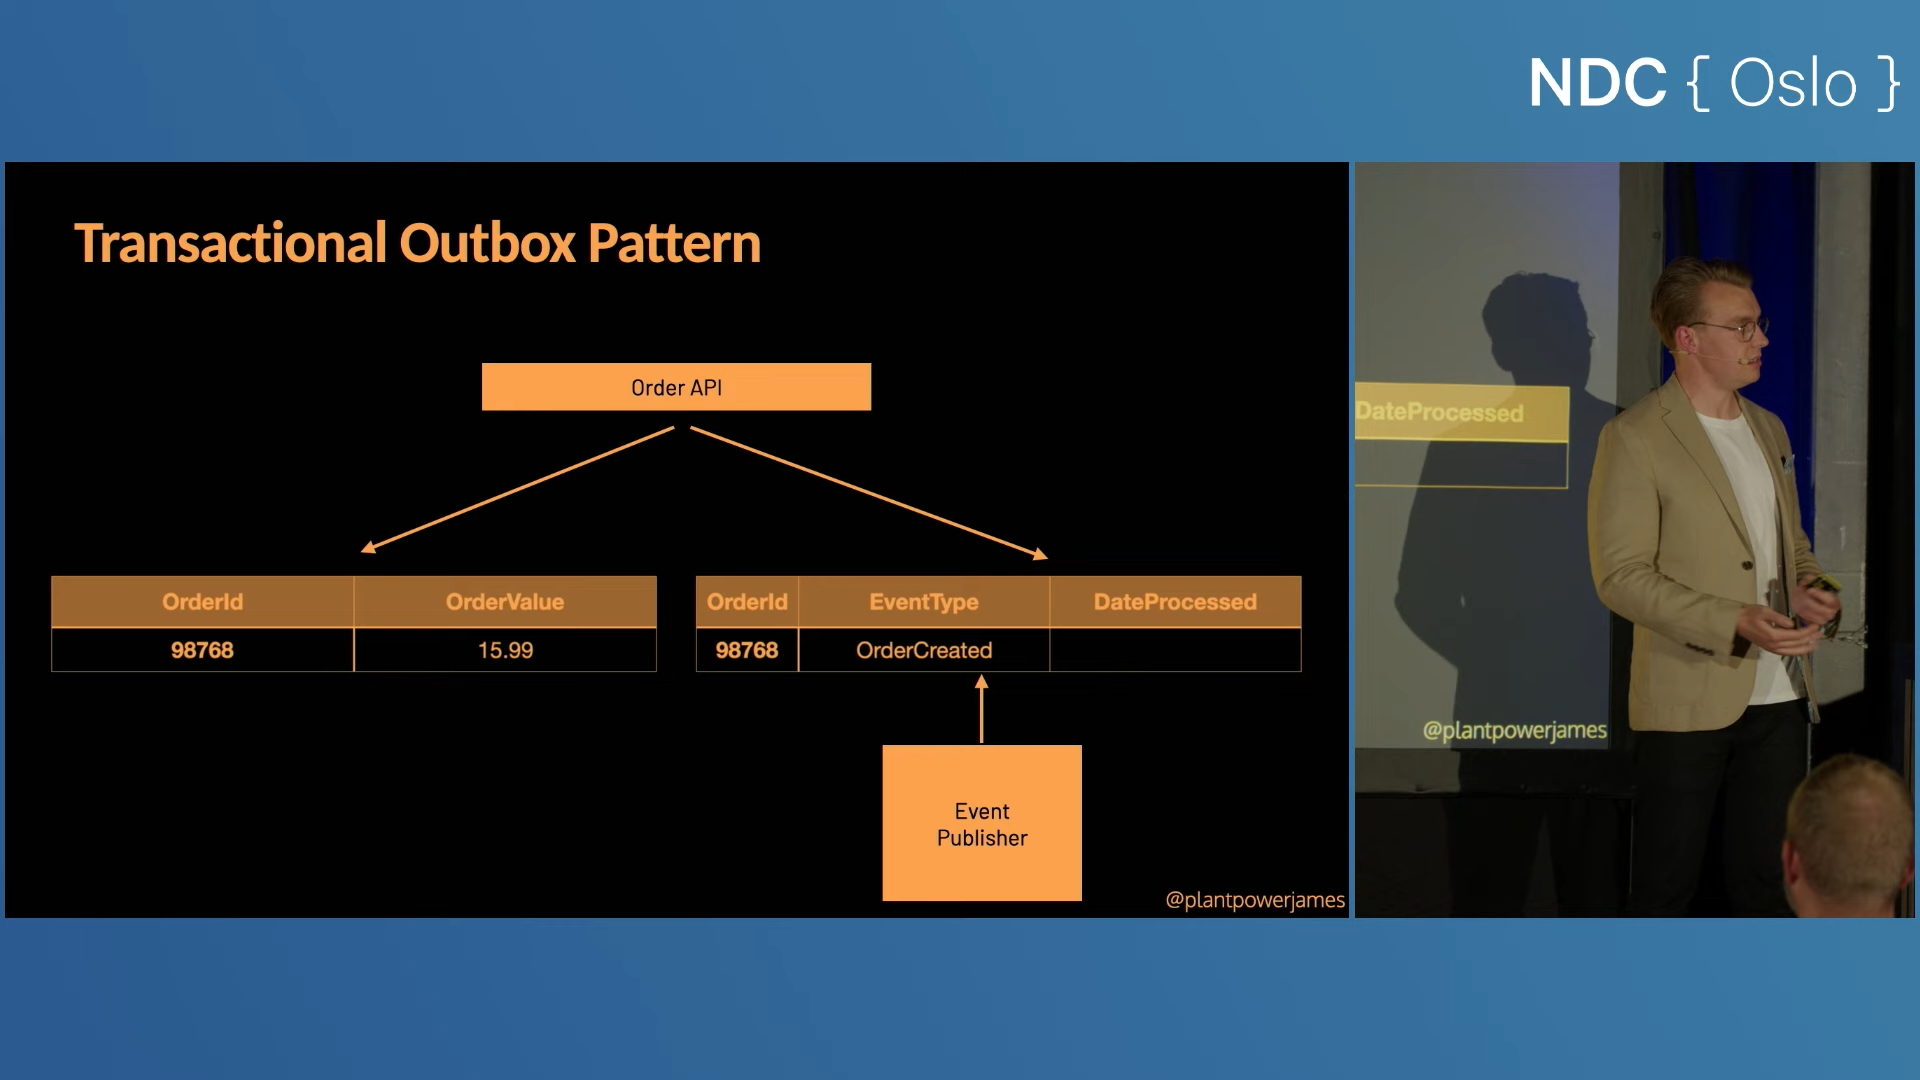 NDC { Oslo }
Transactional Outbox Pattern
Order API
OrderId OrderValue
98768 15.99
OrderId EventType DateProcessed
98768 OrderCreated
Event
Publisher
@plantpowerjames
DateProcessed
@plantpowerjames